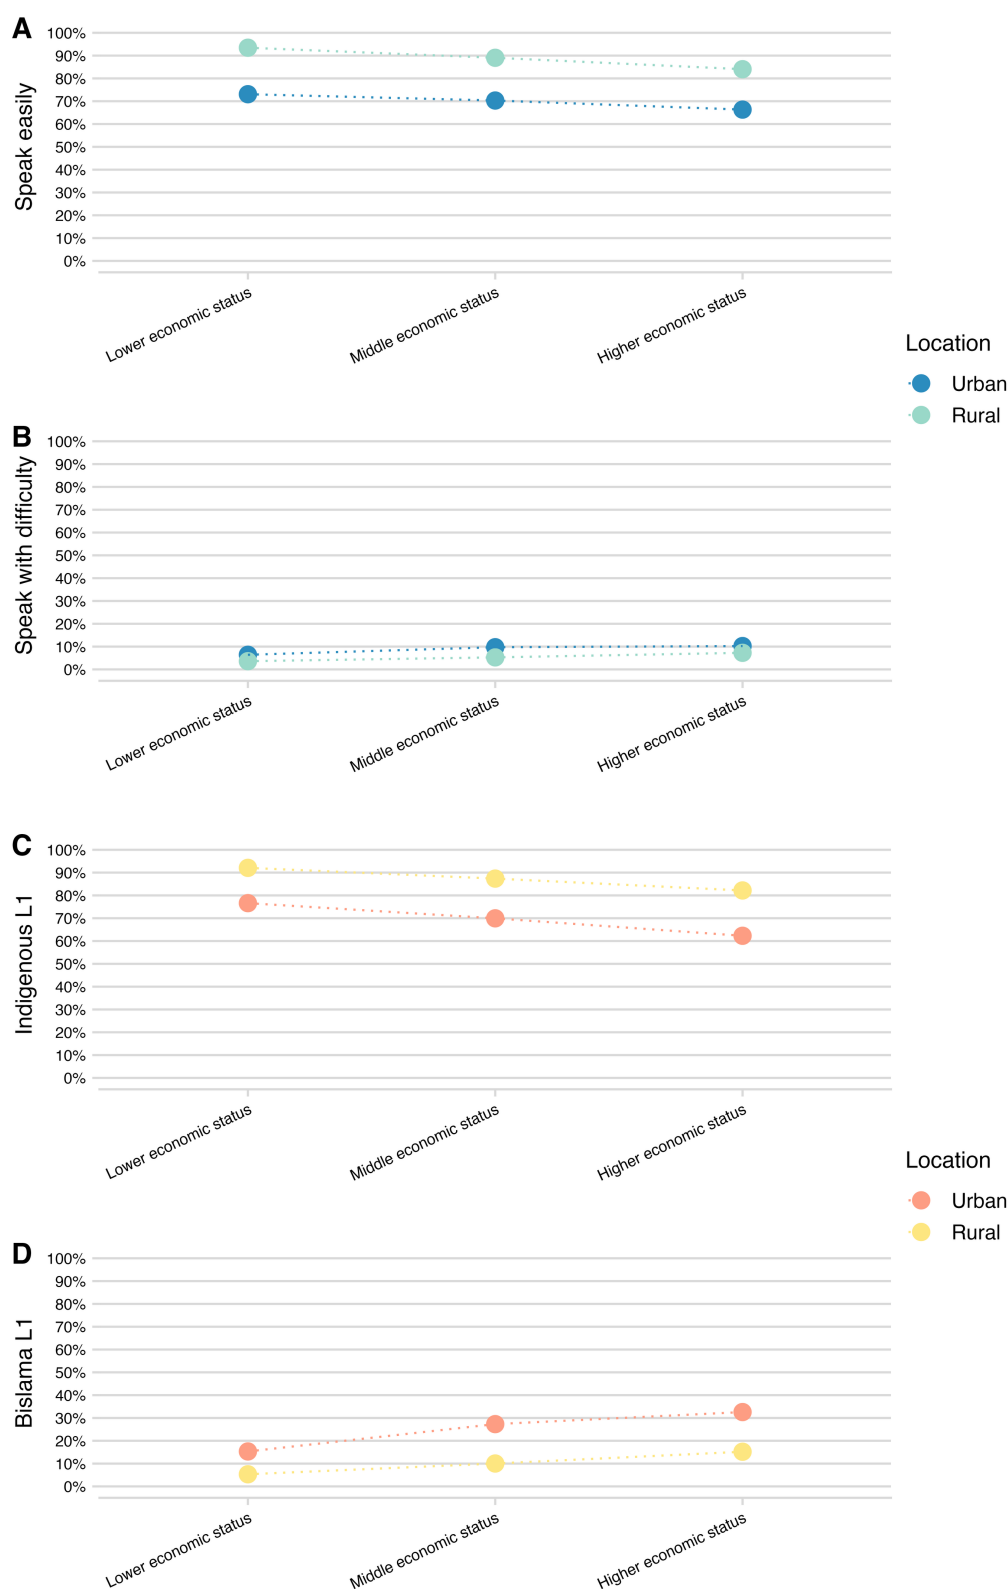 A
Speak easily
100%
90%
80%
70%
60%
50%
40%
30%
20%
10%
0%
Lower economic status
Middle economic status
Higher economic status
Location
Urban
Rural
B
Speak with difficulty
100%
90%
80%
70%
60%
50%
40%
30%
20%
10%
0%
Lower economic status
Middle economic status
Higher economic status
C
Indigenous L1
100%
90%
80%
70%
60%
50%
40%
30%
20%
10%
0%
Lower economic status
Middle economic status
Higher economic status
Location
Urban
Rural
D
Bislama L1
100%
90%
80%
70%
60%
50%
40%
30%
20%
10%
0%
Lower economic status
Middle economic status
Higher economic status